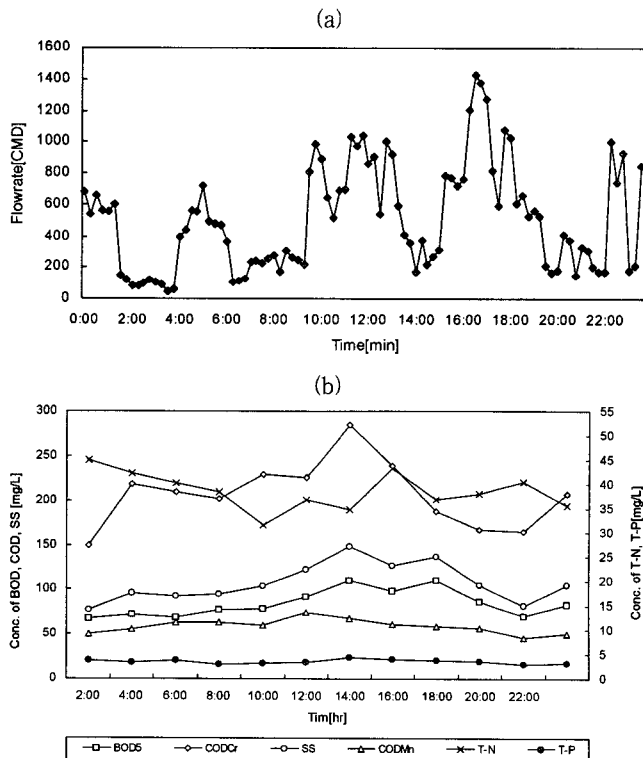 (a)
1600
1400
1200
1000
800
600
400
200
0
Flowrate[CMD]
0:00 2:00 4:00 6:00 8:00 10:00 12:00 14:00 16:00 18:00 20:00 22:00
Time[min]
(b)
300
250
200
150
100
50
0
Conc. of BOD, COD, SS [mg/L]
55
50
45
40
35
30
25
20
15
10
5
0
Conc. of T-N, T-P[mg/L]
2:00 4:00 6:00 8:00 10:00 12:00 14:00 16:00 18:00 20:00 22:00
Tim[hr]
BOD5 CODCr SS CODMn T-N T-P